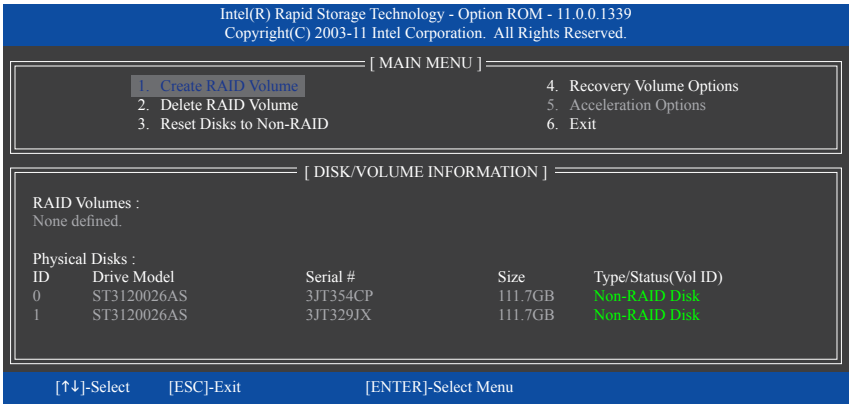 Intel(R) Rapid Storage Technology - Option ROM - 11.0.0.1339
Copyright(C) 2003-11 Intel Corporation. All Rights Reserved.
[ MAIN MENU ]
1. Create RAID Volume
2. Delete RAID Volume
3. Reset Disks to Non-RAID
4. Recovery Volume Options
5. Acceleration Options
6. Exit
[ DISK/VOLUME INFORMATION ]
RAID Volumes :
None defined.
Physical Disks :
ID Drive Model Serial # Size Type/Status(Vol ID)
0 ST3120026AS 3JT354CP 111.7GB Non-RAID Disk
1 ST3120026AS 3JT329JX 111.7GB Non-RAID Disk
[↑↓]-Select [ESC]-Exit [ENTER]-Select Menu